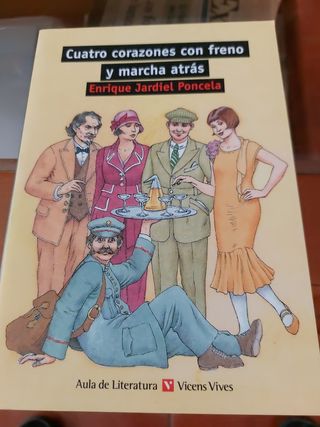 Cuatro corazones con freno
y marcha atrás
Enrique Jardiel Poncela
Aula de Literatura V Vicens Vives